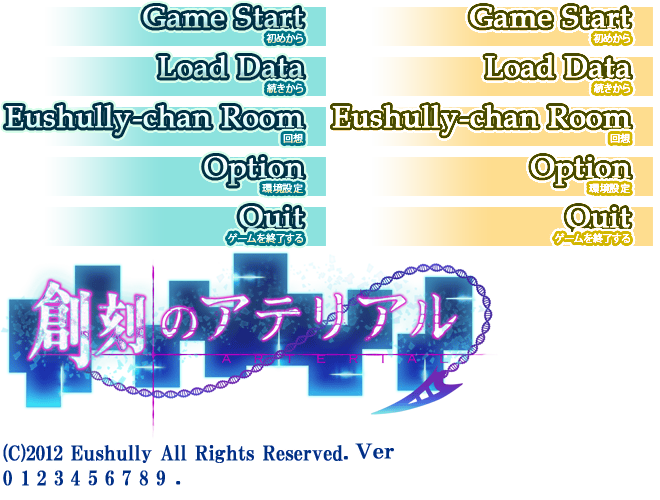 Game Start Game Start
初めから 初めから
Load Data Load Data
続きから 続きから
Eushully-chan Room Eushully-chan Room
回想 回想
Option Option
環境設定 環境設定
Quit Quit
ゲームを終了する ゲームを終了する
創刻のアテリアル
AMTERIAL
(C)2012 Eushully All Rights Reserved. Ver
0 1 2 3 4 5 6 7 8 9 .